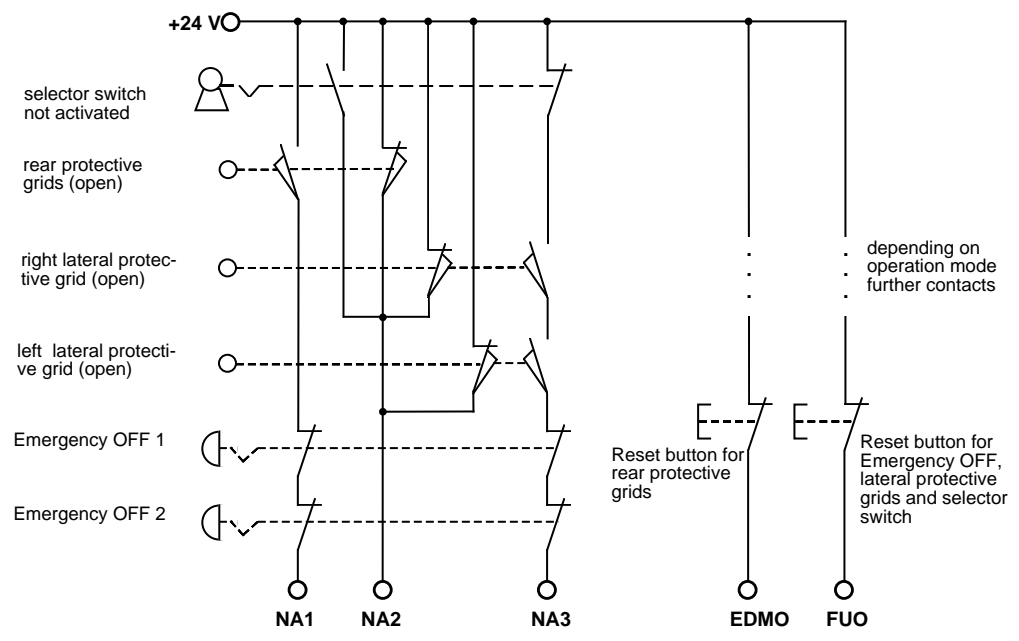 +24 V
selector switch
not activated
rear protective
grids (open)
right lateral protec-
tive grid (open)
depending on
operation mode
further contacts
left  lateral protecti-
ve grid (open)
Emergency OFF 1
Reset button for
rear protective
grids
Reset button for
Emergency OFF,
lateral protective
grids and selector
switch
Emergency OFF 2
NA1
NA2
NA3
EDMO
FUO